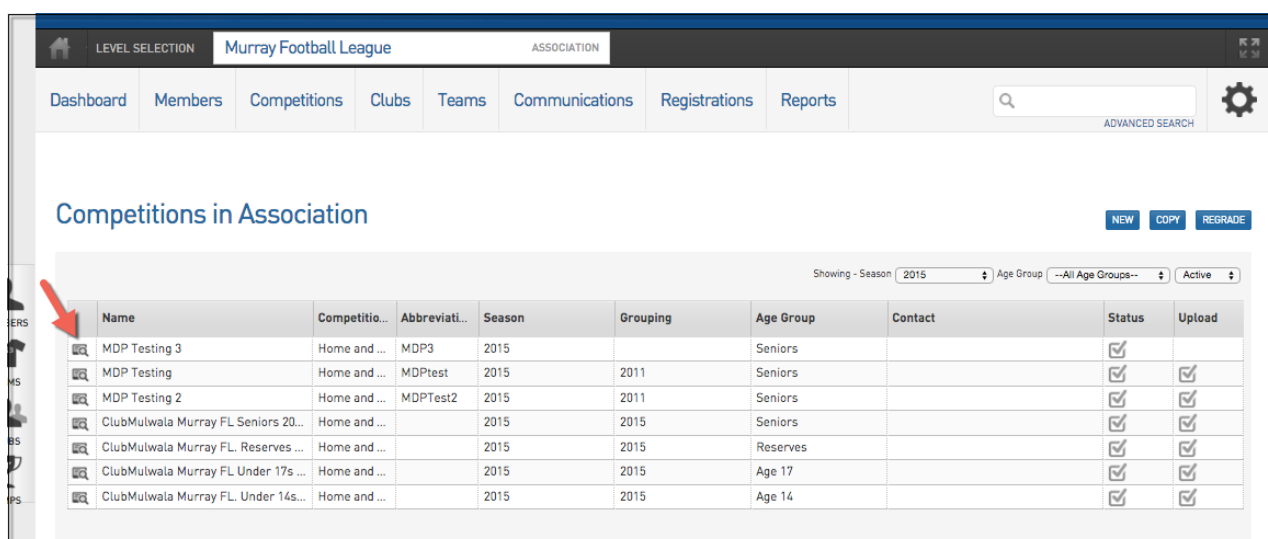 LEVEL SELECTION Murray Football League ASSOCIATION
Dashboard Members Competitions Clubs Teams Communications Registrations Reports
ADVANCED SEARCH
Competitions in Association
NEW COPY REGRADE
Showing - Season 2015 Age Group --All Age Groups-- Active
Name Competitio... Abbreviati... Season Grouping Age Group Contact Status Upload
MDP Testing 3 Home and ... MDP3 2015 Seniors
MDP Testing Home and ... MDPtest 2015 2011 Seniors
MDP Testing 2 Home and ... MDPTest2 2015 2011 Seniors
ClubMulwala Murray FL Seniors 20... Home and ... 2015 2015 Seniors
ClubMulwala Murray FL. Reserves ... Home and ... 2015 2015 Reserves
ClubMulwala Murray FL Under 17s ... Home and ... 2015 2015 Age 17
ClubMulwala Murray FL. Under 14s... Home and ... 2015 2015 Age 14